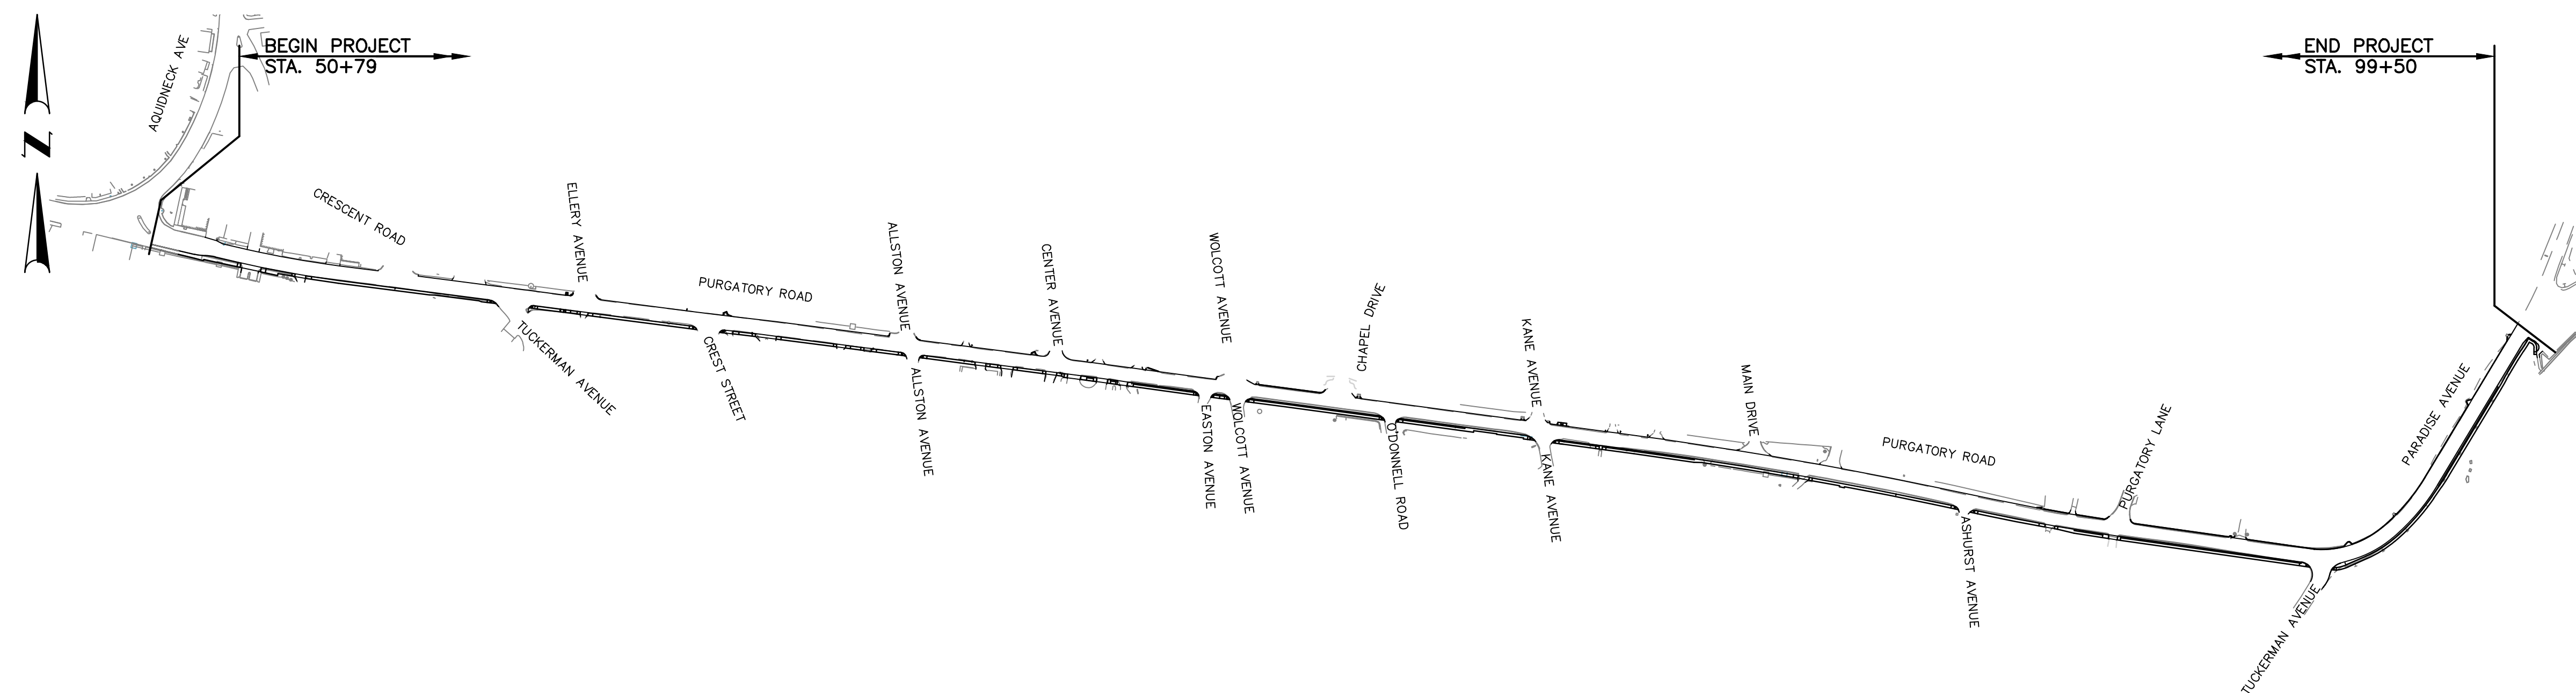 BEGIN PROJECT
STA. 50+79
END PROJECT
STA. 99+50
N
AQUIDNECK AVE
CRESCENT ROAD
ELLERY AVENUE
TUCKERMAN AVENUE
PURGATORY ROAD
CREST STREET
ALLSTON AVENUE
ALLSTON AVENUE
CENTER AVENUE
WOLCOTT AVENUE
EASTON AVENUE
WOLCOTT AVENUE
CHAPEL DRIVE
O'DONNELL ROAD
KANE AVENUE
KANE AVENUE
MAIN DRIVE
PURGATORY ROAD
ASHURST AVENUE
PURGATORY LANE
PARADISE AVENUE
TUCKERMAN AVENUE